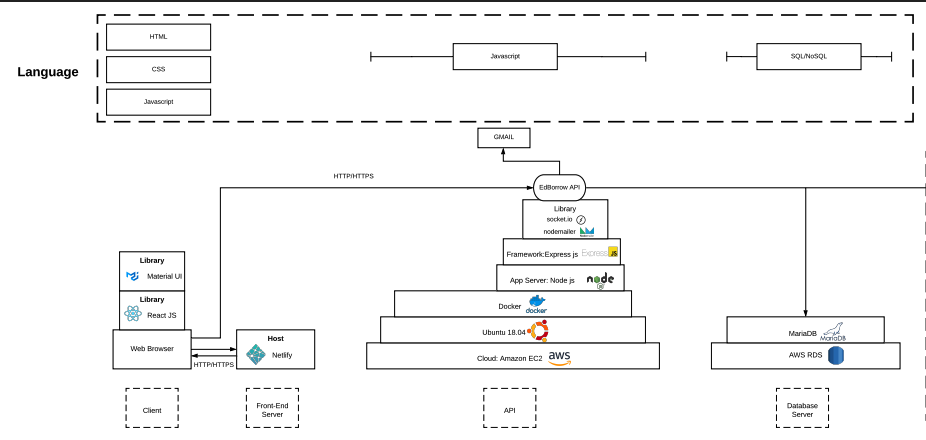 HTML
Language
CSS
Javascript
Javascript
SQL/NoSQL
GMAIL
HTTP/HTTPS
EdBorrow API
Library
socket.io
nodemailer
Framework:Express js
Express
JS
App Server: Node js
node
JS
Docker
docker
Ubuntu 18.04
Cloud: Amazon EC2
aws
Library
Material UI
Library
React JS
Web Browser
Host
Netlify
HTTP/HTTPS
MariaDB
MariaDB
AWS RDS
Client
Front-End
Server
API
Database
Server